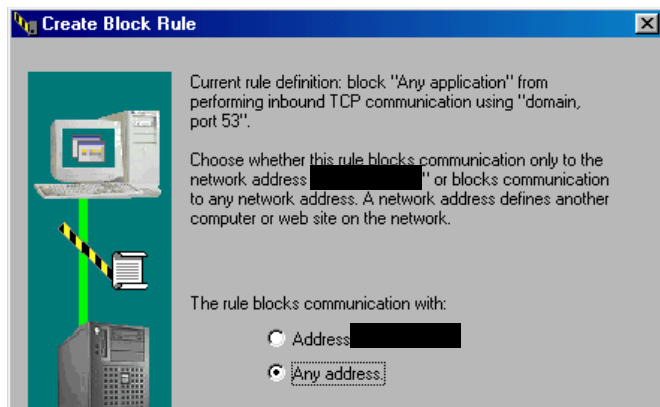 Create Block Rule
Current rule definition: block "Any application" from
performing inbound TCP communication using "domain,
port 53".
Choose whether this rule blocks communication only to the
network address " or blocks communication
to any network address. A network address defines another
computer or web site on the network.
The rule blocks communication with:
Address
Any address.